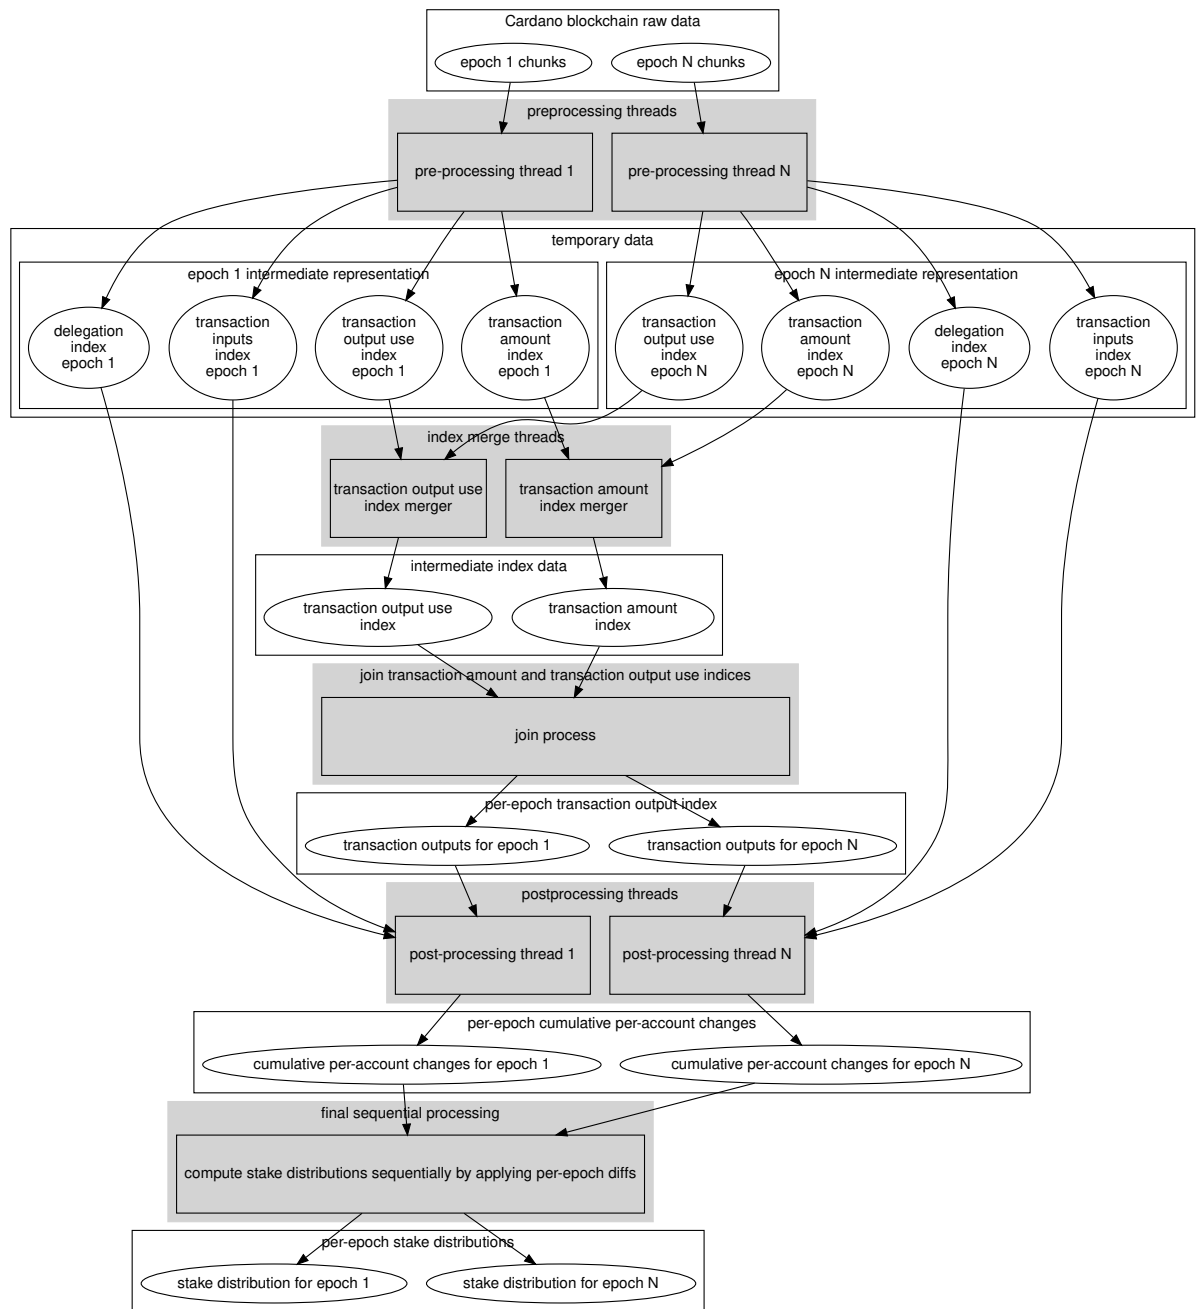 Cardano blockchain raw data
epoch 1 chunks
epoch N chunks
preprocessing threads
pre-processing thread 1
pre-processing thread N
temporary data
epoch 1 intermediate representation
epoch N intermediate representation
delegation
index
epoch 1
transaction
inputs
index
epoch 1
transaction
output use
index
epoch 1
transaction
amount
index
epoch 1
transaction
output use
index
epoch N
transaction
amount
index
epoch N
delegation
index
epoch N
transaction
inputs
index
epoch N
index merge threads
transaction output use
index merger
transaction amount
index merger
intermediate index data
transaction output use
index
transaction amount
index
join transaction amount and transaction output use indices
join process
per-epoch transaction output index
transaction outputs for epoch 1
transaction outputs for epoch N
postprocessing threads
post-processing thread 1
post-processing thread N
per-epoch cumulative per-account changes
cumulative per-account changes for epoch 1
cumulative per-account changes for epoch N
final sequential processing
compute stake distributions sequentially by applying per-epoch diffs
per-epoch stake distributions
stake distribution for epoch 1
stake distribution for epoch N